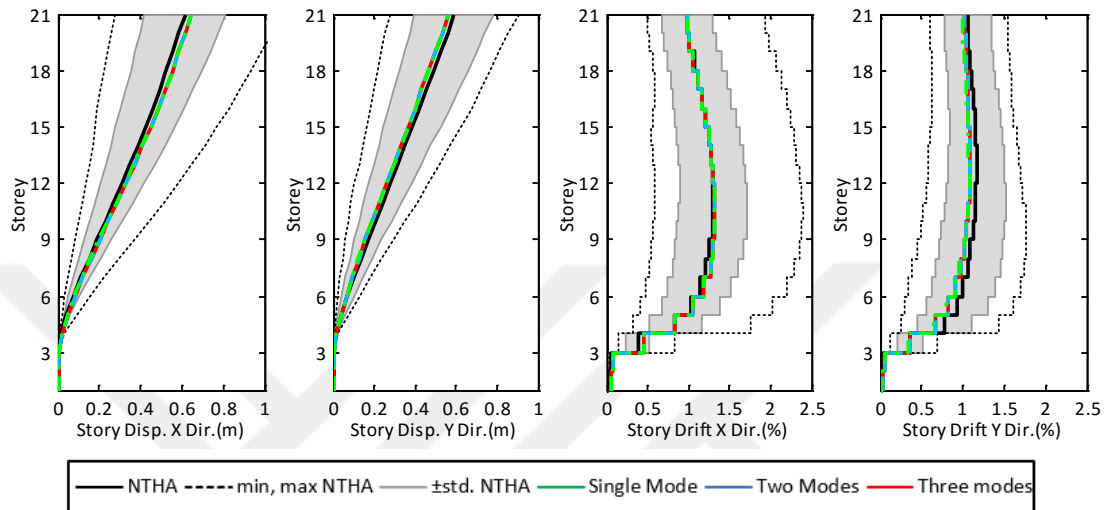 21
18
15
12
9
6
3
Storey
0 0.2 0.4 0.6 0.8 1
Story Disp. X Dir.(m)
21
18
15
12
9
6
3
Storey
0 0.2 0.4 0.6 0.8 1
Story Disp. Y Dir.(m)
21
18
15
12
9
6
3
Storey
0 0.5 1 1.5 2 2.5
Story Drift X Dir.(%)
21
18
15
12
9
6
3
Storey
0 0.5 1 1.5 2 2.5
Story Drift Y Dir.(%)
NTHA min, max NTHA ±std. NTHA Single Mode Two Modes Three modes